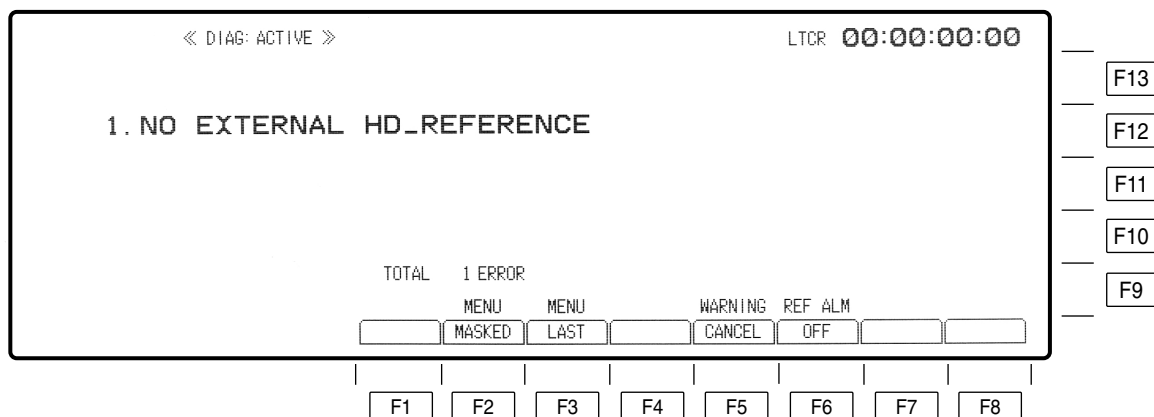 ≪ DIAG: ACTIVE ≫ LTCR 00:00:00:00
F13
1. NO EXTERNAL HD_REFERENCE
F12
F11
F10
TOTAL 1 ERROR
F9
MENU MENU WARNING REF ALM
MASKED LAST CANCEL OFF
F1 F2 F3 F4 F5 F6 F7 F8